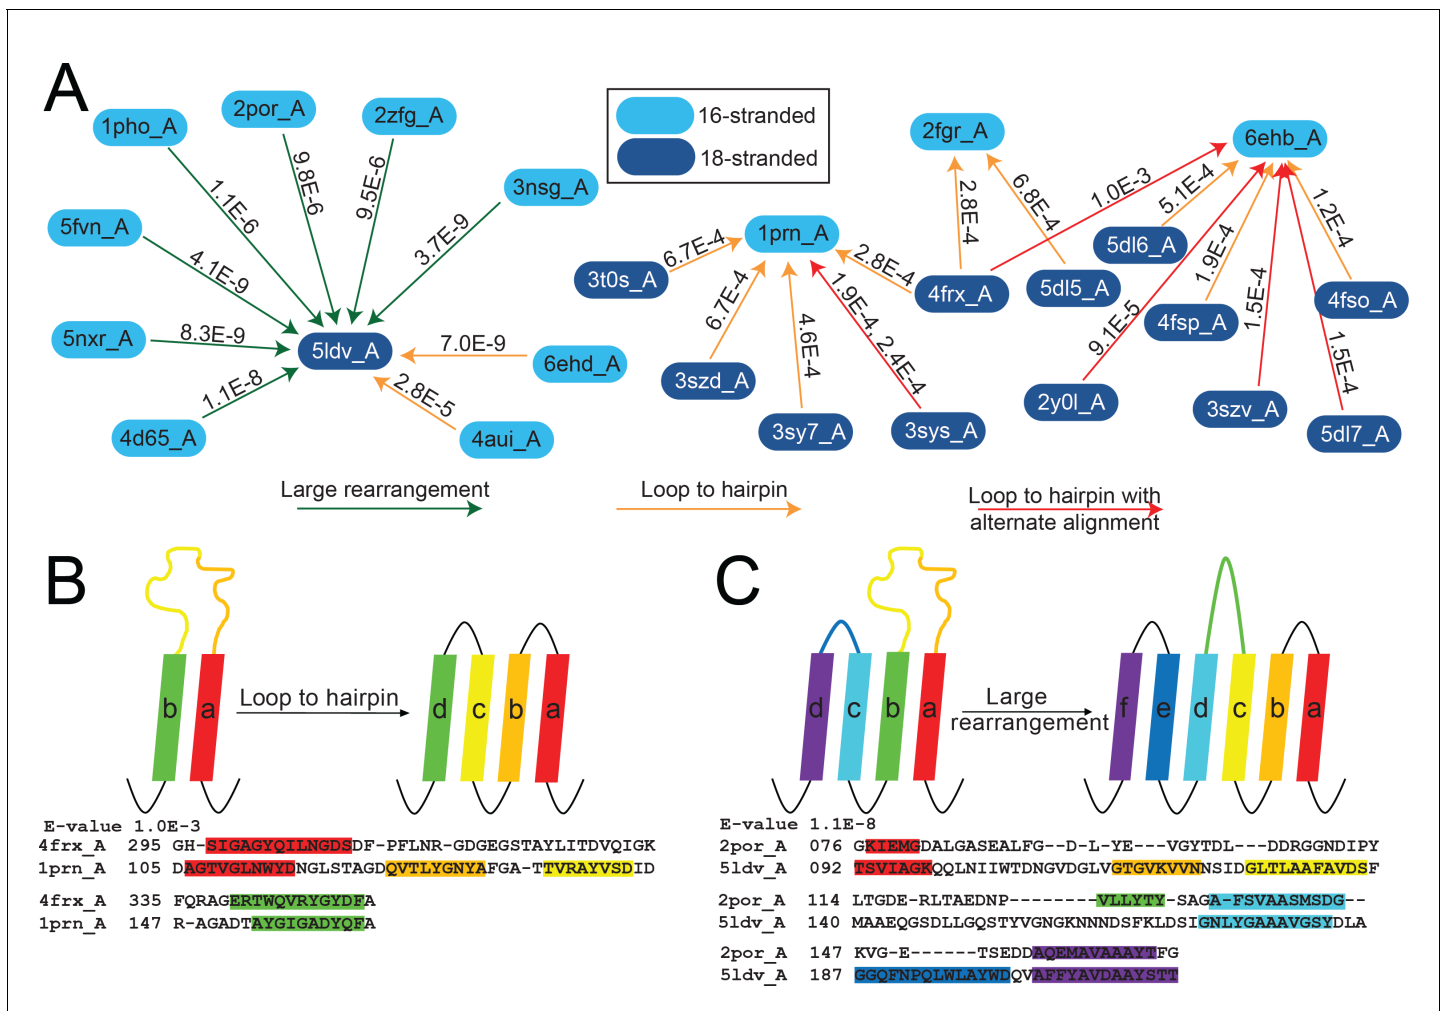 A
1pho_A
2por_A
2zfg_A
3nsg_A
5fvn_A
5nxr_A
4d65_A
5ldv_A
6ehd_A
4aui_A
1.1E-6
9.8E-6
9.5E-6
3.7E-9
4.1E-9
8.3E-9
1.1E-8
7.0E-9
2.8E-5
16-stranded
18-stranded
1prn_A
3t0s_A
3szd_A
3sy7_A
3sys_A
6.7E-4
6.7E-4
4.6E-4
1.9E-4, 2.4E-4
2.8E-4
2fgr_A
4frx_A
5dl5_A
2.8E-4
6.8E-4
1.0E-3
6ehb_A
5dl6_A
4fsp_A
4fso_A
2y0l_A
3szv_A
5dl7_A
5.1E-4
1.9E-4
9.1E-5
1.5E-4
1.2E-4
1.5E-4
Large rearrangement
Loop to hairpin
Loop to hairpin with
alternate alignment
B
b a
Loop to hairpin
d c b a
E-value 1.0E-3
4frx_A 295 GH-SIGAGYQILNGDSDF-PFLNR-GDGEGSTAYLITDVQIGK
1prn_A 105 DAGTVGLNWYDNGLSTAGDQVTLYGNYAFGA-TTVRAYVSDID
4frx_A 335 FQRAGERTWQVRYGYDFA
1prn_A 147 R-AGADTAYGIGADYQFA
C
d c b a
Large
rearrangement
f e d c b a
E-value 1.1E-8
2por_A 076 GKIEMGDALGASEALFG--D-L-YE---VGYTDL---DDRGGNDIPY
5ldv_A 092 TSVIAGKQQLNIIWTDNGVDGLVGTGVKVVNNSIDGLTLAAFAVDSF
2por_A 114 LTGDE-RLTAEDNP--------VLLYTY-SAGA-FSVAASMSDG--
5ldv_A 140 MAAEQGSDLLGQSTYVGNGKNNNDSFKLDSIGNLYGAAAVGSYDLA
2por_A 147 KVG-E------TSEDDAQEMAVAAAYTFG
5ldv_A 187 GGQFNPQLWLAYWDQVAFFYAVDAAYSTT